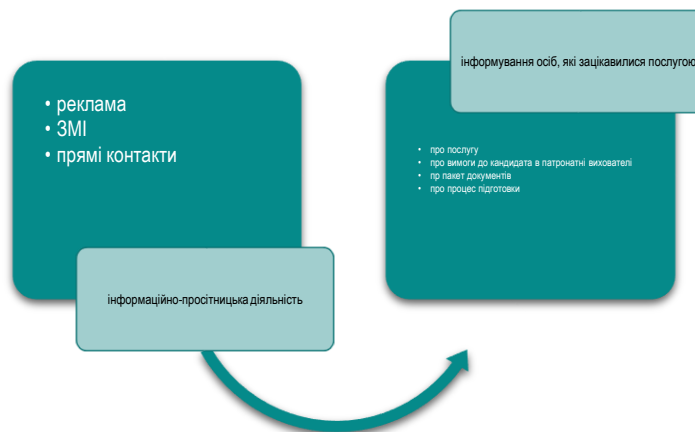 • реклама
• ЗМІ
• прямі контакти
інформаційно-просітницька діяльність
інформування осіб, які зацікавилися послугою
• про послугу
• про вимоги до кандидата в патронатні вихователі
• пр пакет документів
• про процес підготовки